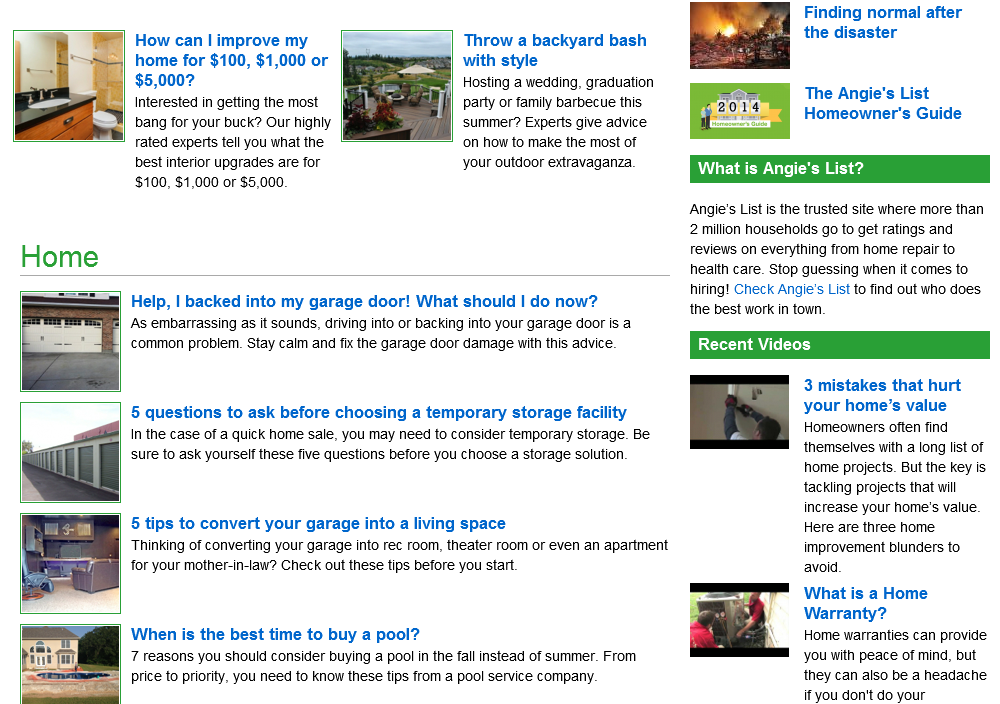 How can I improve my
home for $100, $1,000 or
$5,000?
Interested in getting the most
bang for your buck? Our highly
rated experts tell you what the
best interior upgrades are for
$100, $1,000 or $5,000.
Throw a backyard bash
with style
Hosting a wedding, graduation
party or family barbecue this
summer? Experts give advice
on how to make the most of
your outdoor extravaganza.
Home
Help, I backed into my garage door! What should I do now?
As embarrassing as it sounds, driving into or backing into your garage door is a
common problem. Stay calm and fix the garage door damage with this advice.
5 questions to ask before choosing a temporary storage facility
In the case of a quick home sale, you may need to consider temporary storage. Be
sure to ask yourself these five questions before you choose a storage solution.
5 tips to convert your garage into a living space
Thinking of converting your garage into rec room, theater room or even an apartment
for your mother-in-law? Check out these tips before you start.
When is the best time to buy a pool?
7 reasons you should consider buying a pool in the fall instead of summer. From
price to priority, you need to know these tips from a pool service company.
Finding normal after
the disaster
2014
Homeowner's Guide
The Angie's List
Homeowner's Guide
What is Angie's List?
Angie’s List is the trusted site where more than
2 million households go to get ratings and
reviews on everything from home repair to
health care. Stop guessing when it comes to
hiring! Check Angie’s List to find out who does
the best work in town.
Recent Videos
3 mistakes that hurt
your home’s value
Homeowners often find
themselves with a long list of
home projects. But the key is
tackling projects that will
increase your home’s value.
Here are three home
improvement blunders to
avoid.
What is a Home
Warranty?
Home warranties can provide
you with peace of mind, but
they can also be a headache
if you don't do your